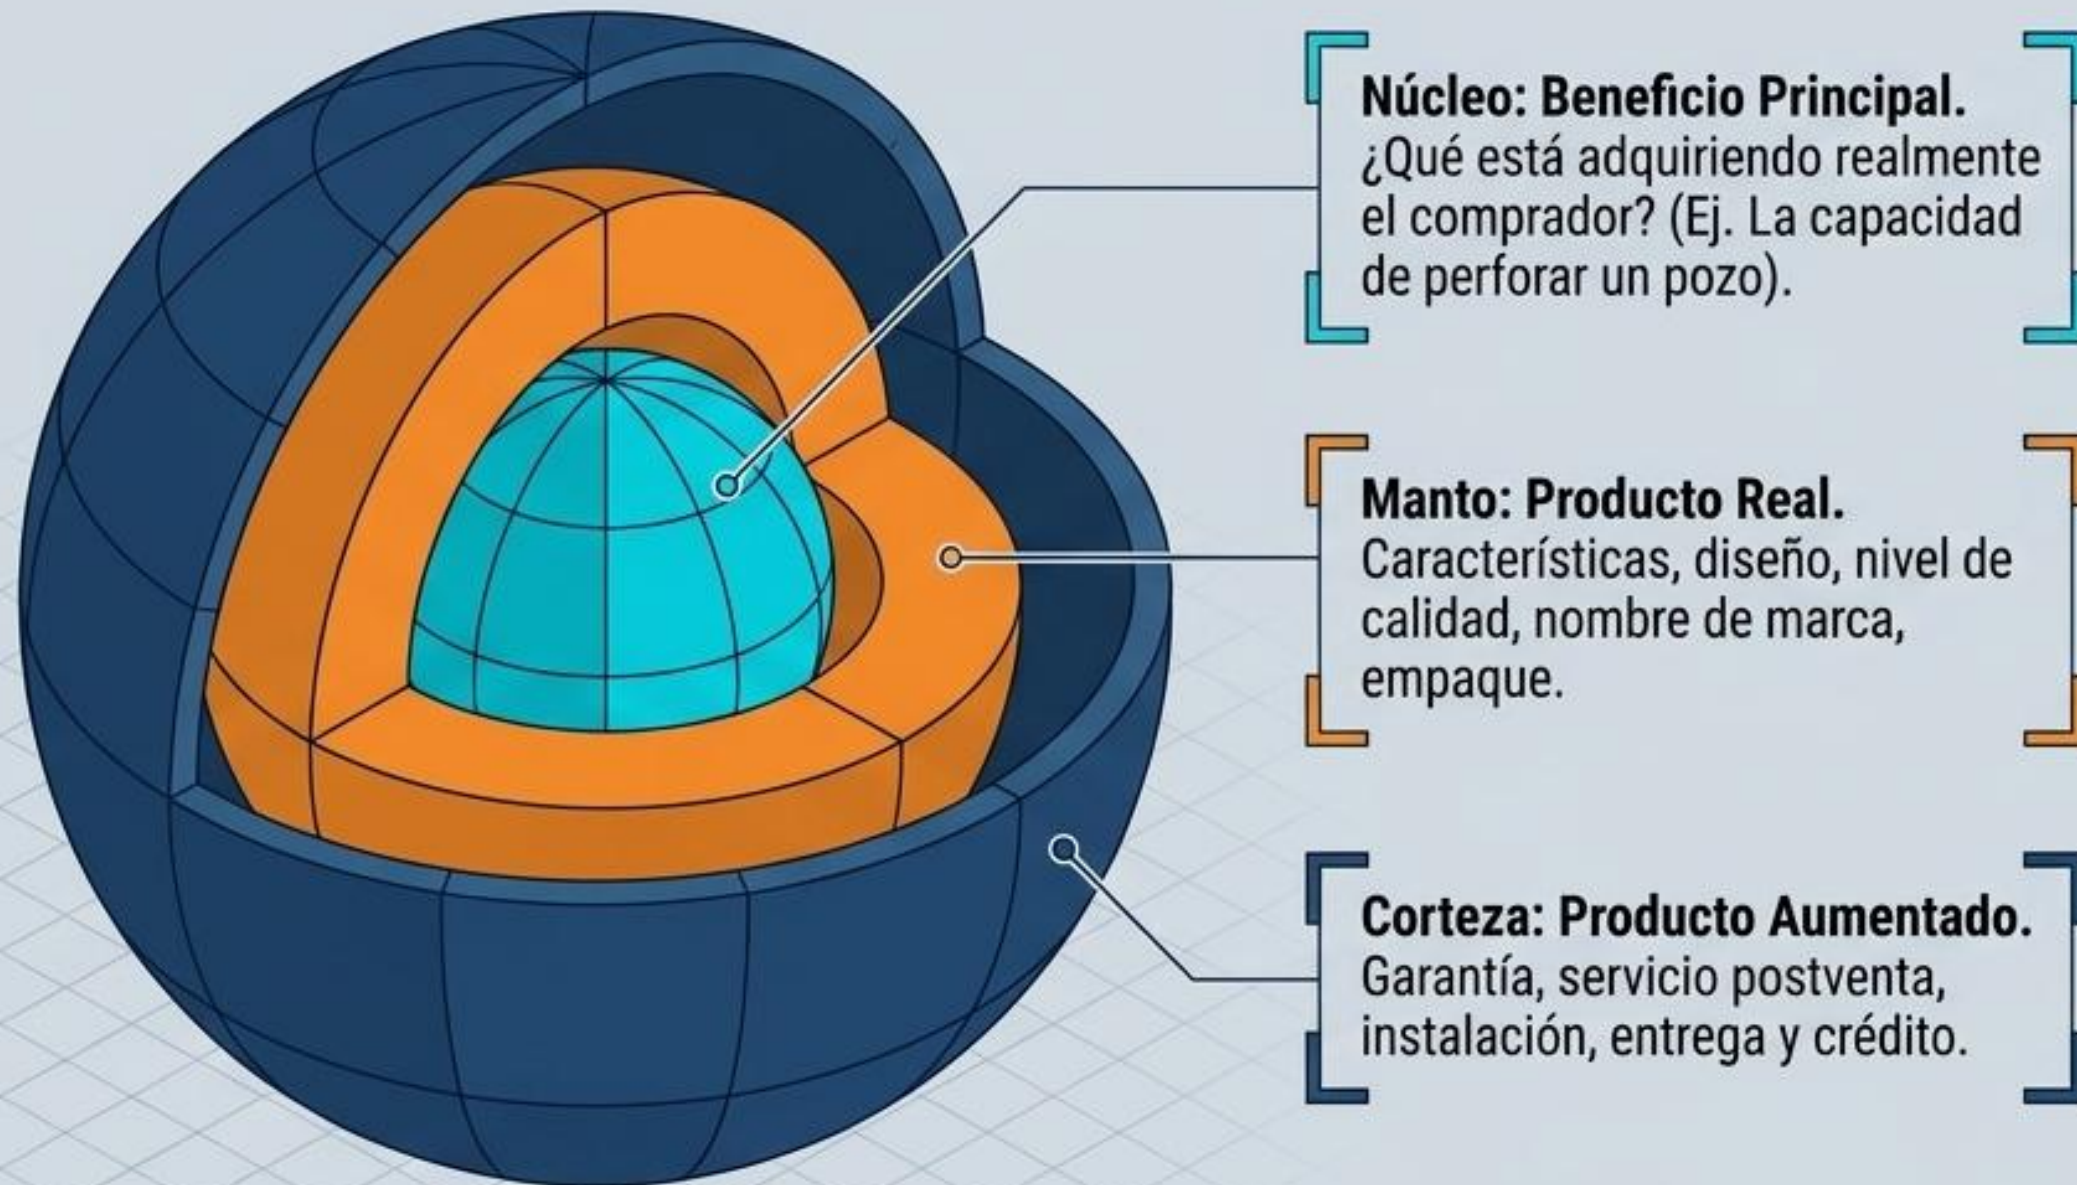 Núcleo: Beneficio Principal.
¿Qué está adquiriendo realmente
el comprador? (Ej. La capacidad
de perforar un pozo).
Manto: Producto Real.
Características, diseño, nivel de
calidad, nombre de marca,
empaque.
Corteza: Producto Aumentado.
Garantía, servicio postventa,
instalación, entrega y crédito.